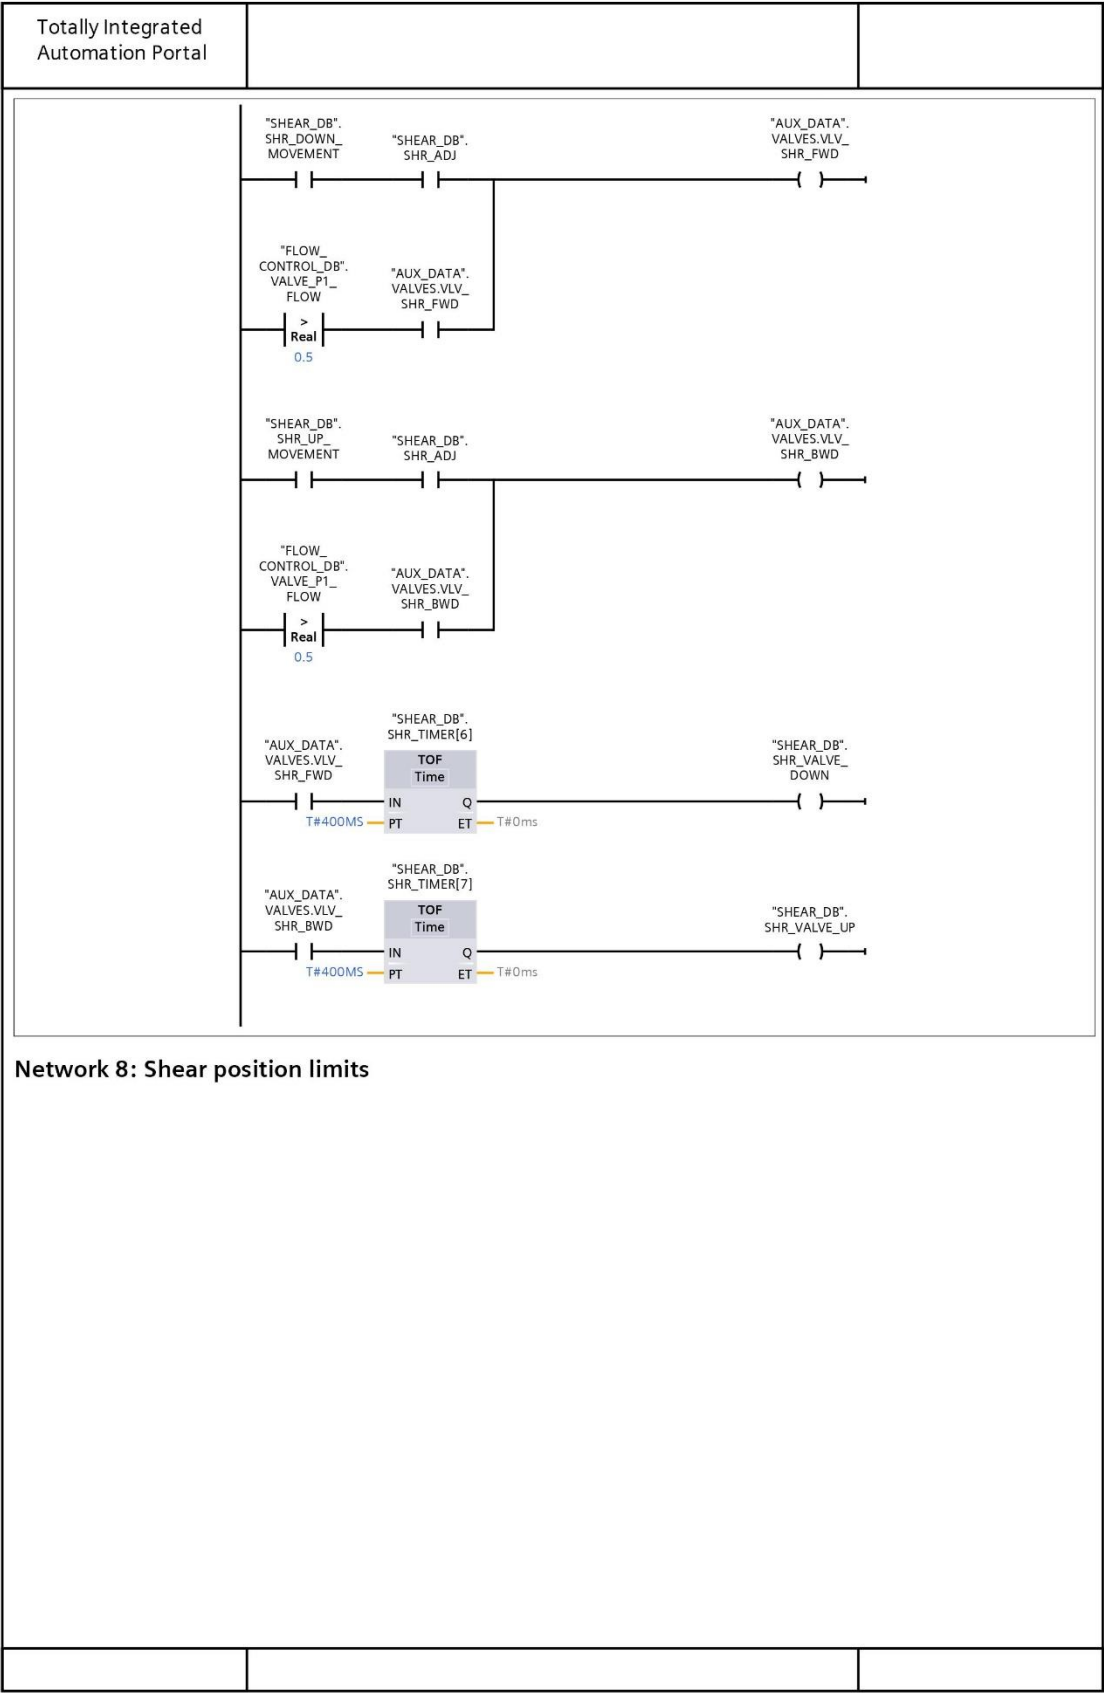 Totally Integrated
Automation Portal
"SHEAR_DB".
SHR_DOWN_
MOVEMENT
"SHEAR_DB".
SHR_ADJ
"AUX_DATA".
VALVES.VLV_
SHR_FWD
"FLOW_
CONTROL_DB".
VALVE_P1_
FLOW
>
Real
0.5
"AUX_DATA".
VALVES.VLV_
SHR_FWD
"SHEAR_DB".
SHR_UP_
MOVEMENT
"SHEAR_DB".
SHR_ADJ
"AUX_DATA".
VALVES.VLV_
SHR_BWD
"FLOW_
CONTROL_DB".
VALVE_P1_
FLOW
>
Real
0.5
"AUX_DATA".
VALVES.VLV_
SHR_BWD
"AUX_DATA".
VALVES.VLV_
SHR_FWD
"SHEAR_DB".
SHR_TIMER[6]
TOF
Time
IN Q
T#400MS PT ET T#0ms
"SHEAR_DB".
SHR_VALVE_
DOWN
"AUX_DATA".
VALVES.VLV_
SHR_BWD
"SHEAR_DB".
SHR_TIMER[7]
TOF
Time
IN Q
T#400MS PT ET T#0ms
"SHEAR_DB".
SHR_VALVE_UP
Network 8: Shear position limits